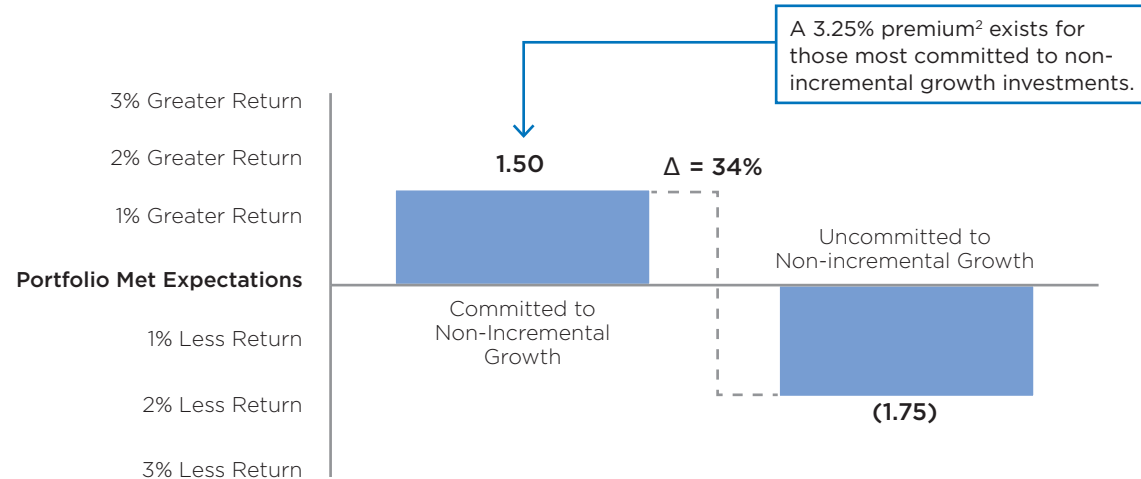 A 3.25% premium² exists for
those most committed to non-
incremental growth investments.
3% Greater Return
2% Greater Return
1.50
Δ = 34%
1% Greater Return
Uncommitted to
Non-incremental Growth
Portfolio Met Expectations
Committed to
Non-Incremental
Growth
1% Less Return
2% Less Return
(1.75)
3% Less Return